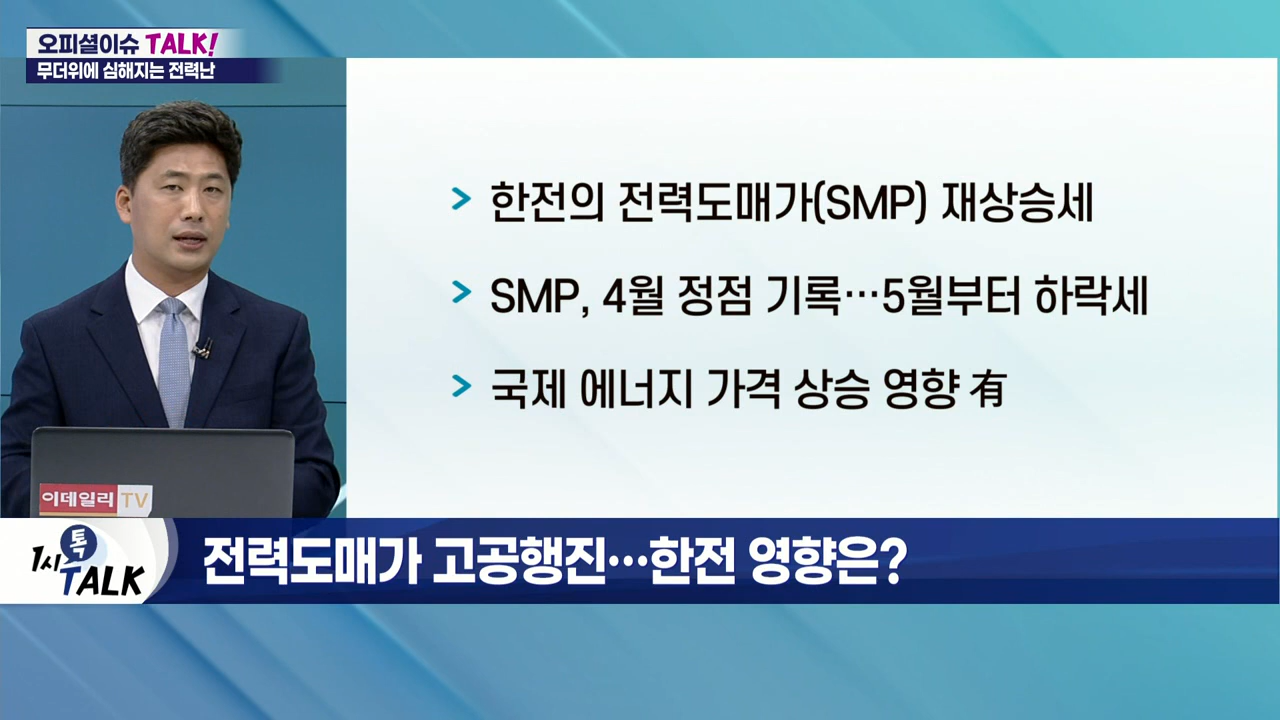 오피셜이슈 TALK!
무더위에 심해지는 전력난
> 한전의 전력도매가(SMP) 재상승세
> SMP, 4월 정점 기록…5월부터 하락세
> 국제 에너지 가격 상승 영향 有
이데일리 TV
1시 톡 TALK
전력도매가 고공행진…한전 영향은?